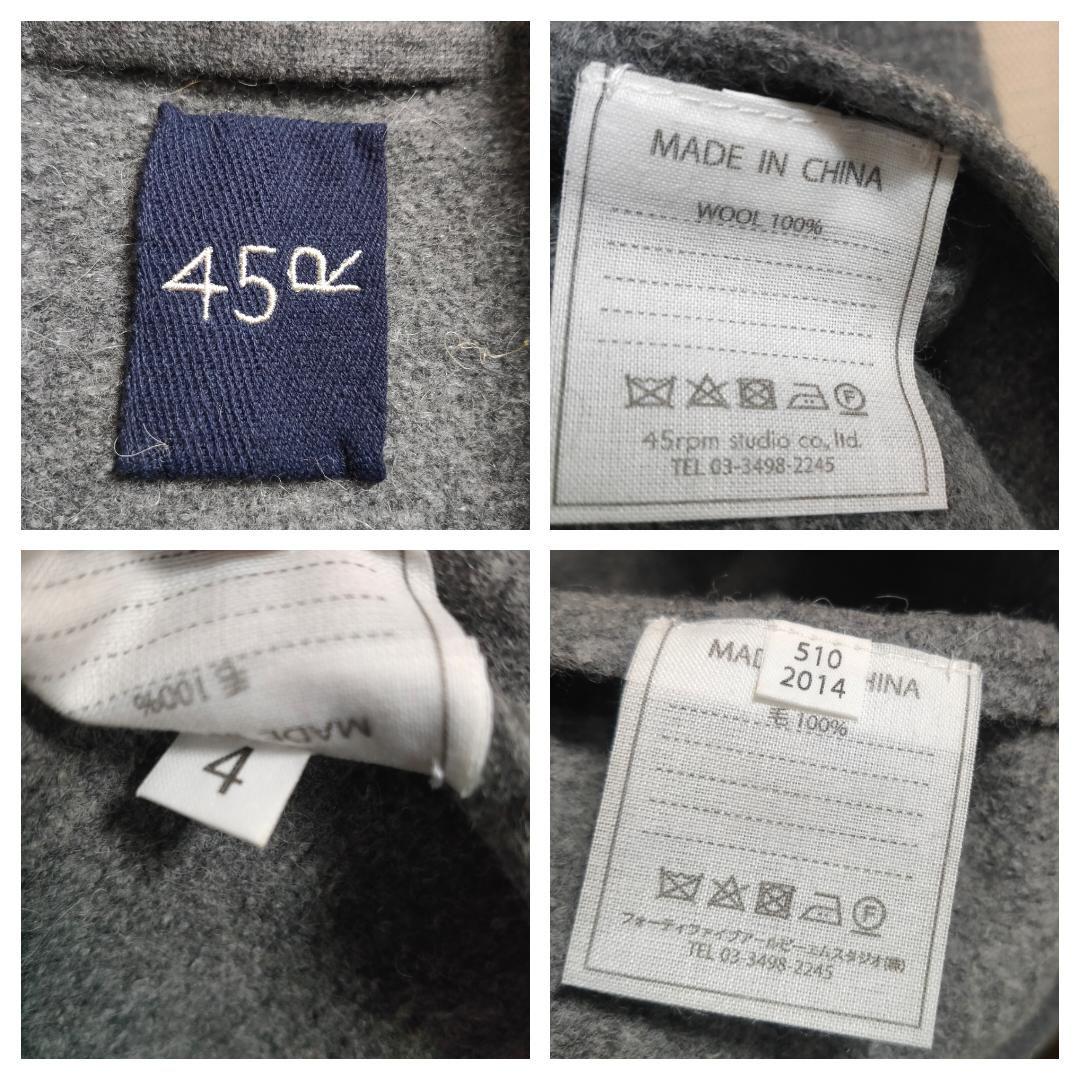 45R
MADE IN CHINA
WOOL 100%
45rpm studio co., ltd.
TEL 03-3498-2245
毛 100%
MADE
4
510
2014
MAD HINA
毛 100%
フォーティファイブアールピーエムスタジオ(株)
TEL 03-3498-2245